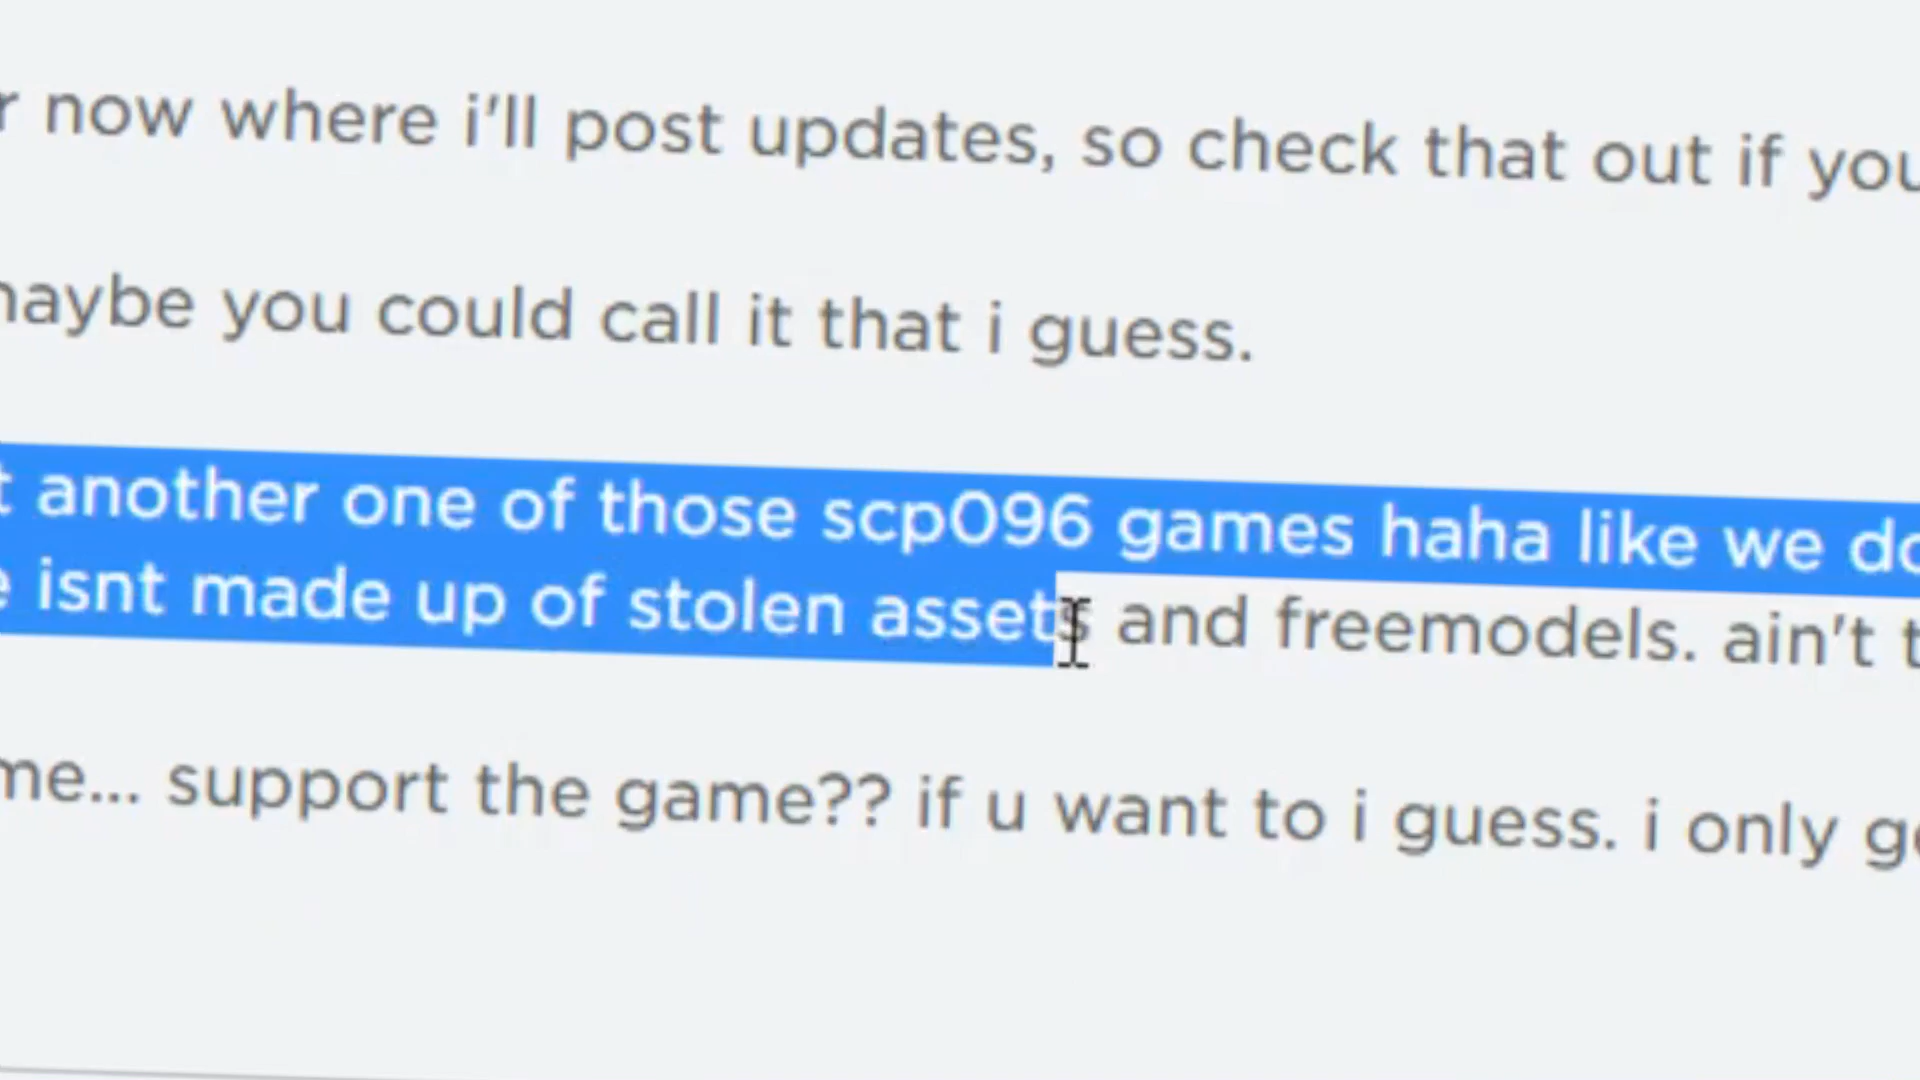 now where i'll post updates, so check that out if you
maybe you could call it that i guess.
another one of those scp096 games haha like we
isnt made up of stolen assets and freemodels. ain't
me... support the game?? if u want to i guess. i only